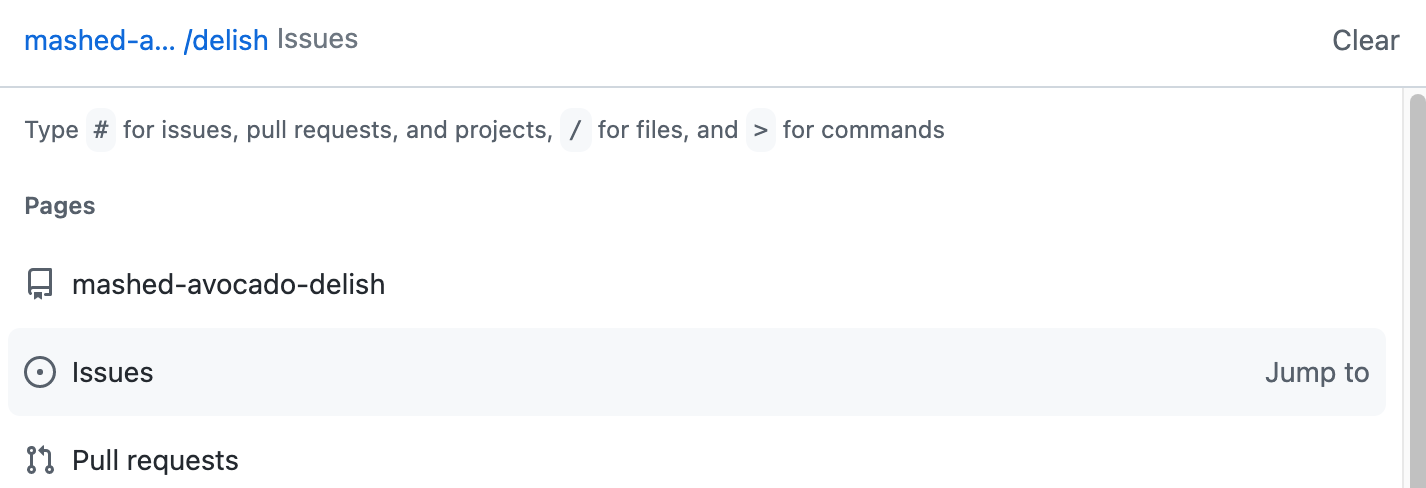 mashed-a... /delish Issues Clear
Type # for issues, pull requests, and projects, / for files, and > for commands
Pages
mashed-avocado-delish
Issues Jump to
Pull requests